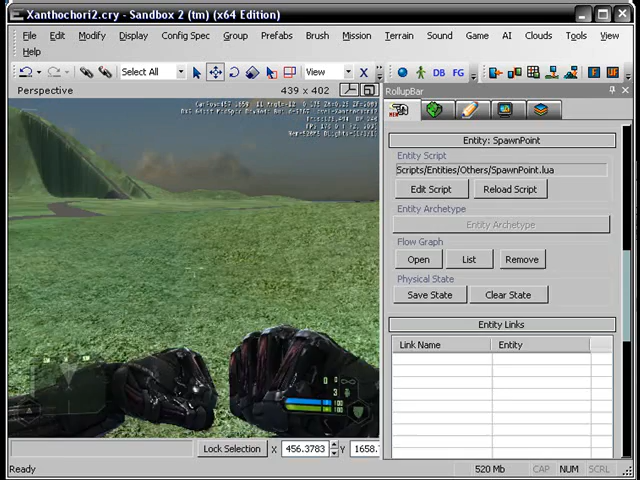 Xanthochori2.cry - Sandbox 2 (tm) (x64 Edition)
File Edit Modify Display Config Spec Group Prefabs Brush Mission Terrain Sound Game AI Clouds Tools View
Help
Select All View X DB FG
Perspective 439 x 402 RollupBar
Entity: SpawnPoint
Entity Script
Scripts/Entities/Others/SpawnPoint.lua
Edit Script Reload Script
Entity Archetype
Entity Archetype
Flow Graph
Open List Remove
Physical State
Save State Clear State
Entity Links
Link Name Entity
Lock Selection X 456.3783 Y 1658.
Ready 520 Mb CAP NUM SCRL